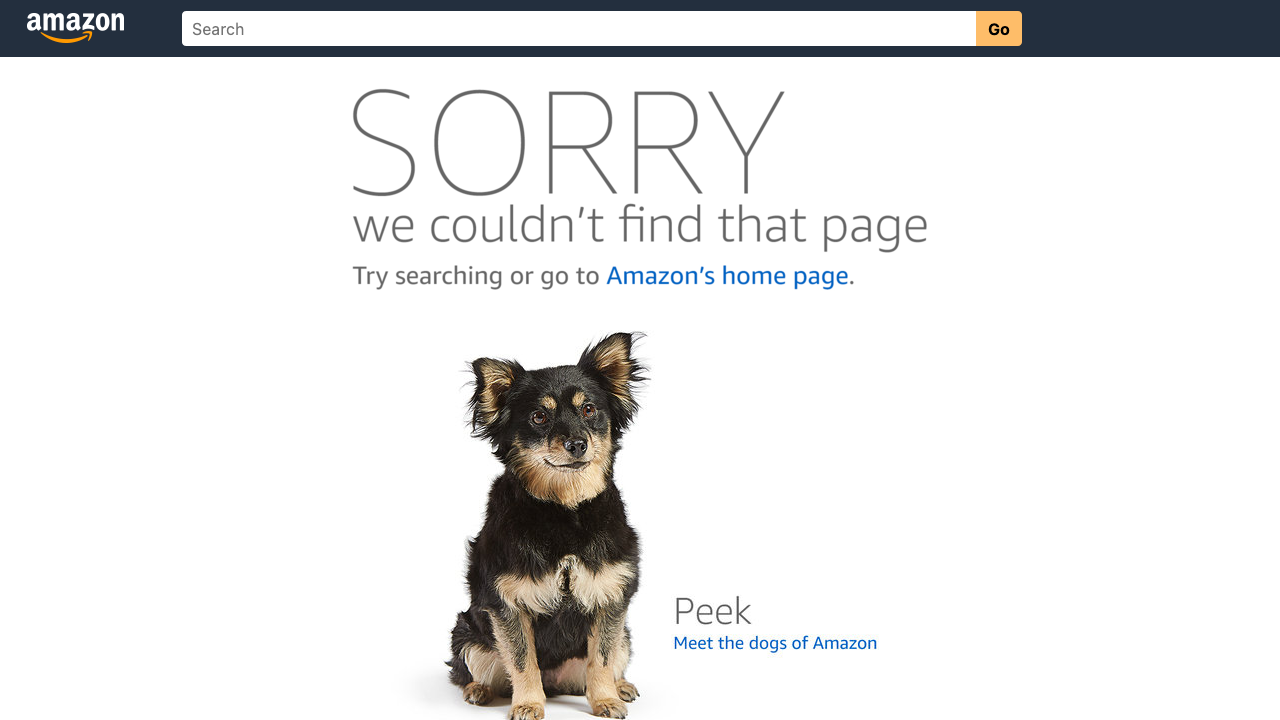 amazon
Search
Go
SORRY
we couldn't find that page
Try searching or go to Amazon's home page.
Peek
Meet the dogs of Amazon